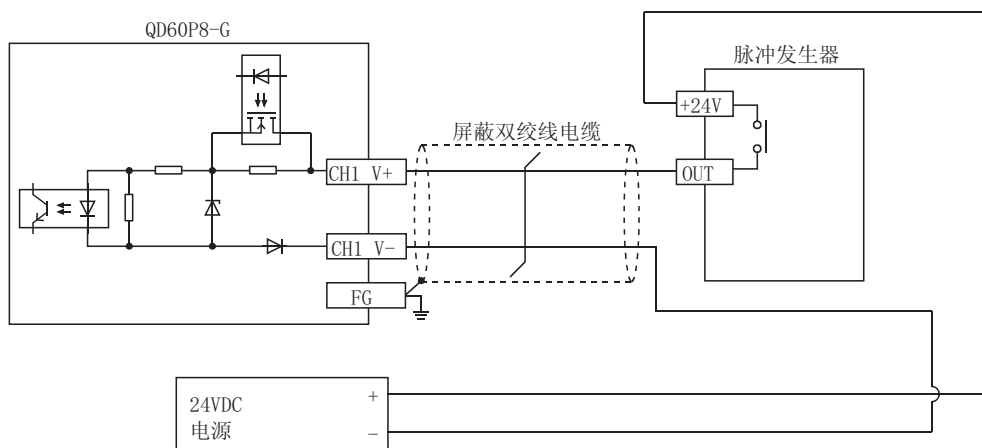 QD60P8-G
脉冲发生器
+24V
屏蔽双绞线电缆
CH1 V+
OUT
CH1 V-
FG
24VDC
电源
+
-